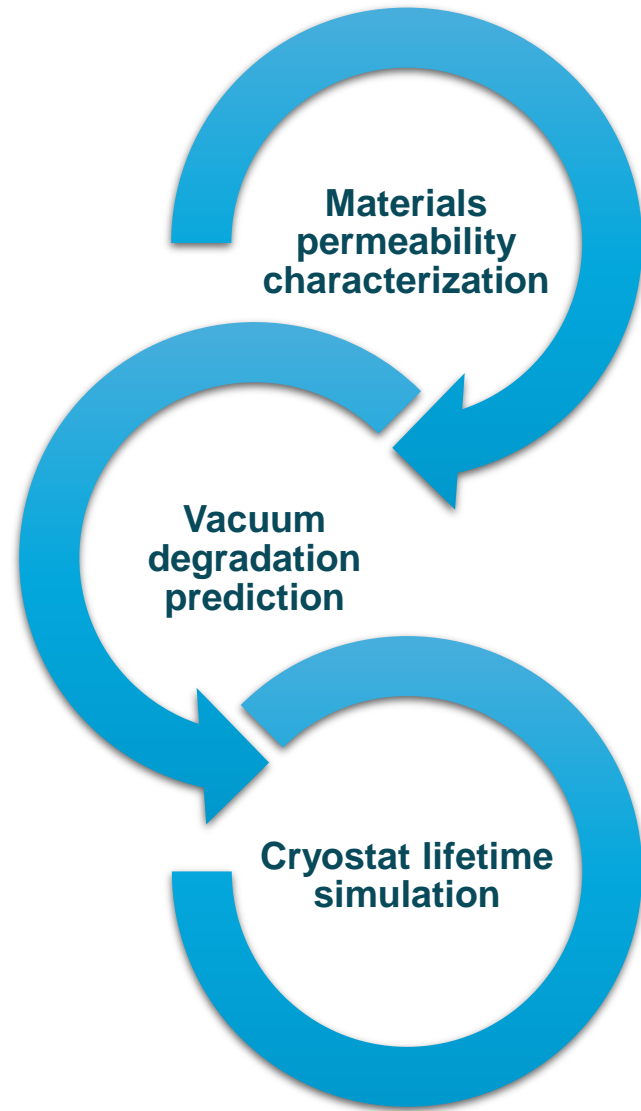 Materials
permeability
characterization
Vacuum
degradation
prediction
Cryostat lifetime
simulation